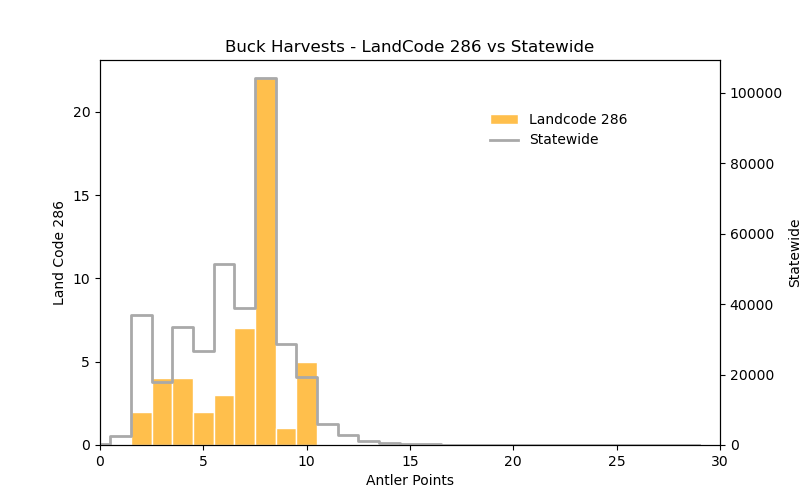 Buck Harvests - LandCode 286 vs Statewide
Landcode 286
Statewide
Land Code 286
20
15
10
5
0
100000
80000
60000
40000
20000
0
Statewide
0 5 10 15 20 25 30
Antler Points